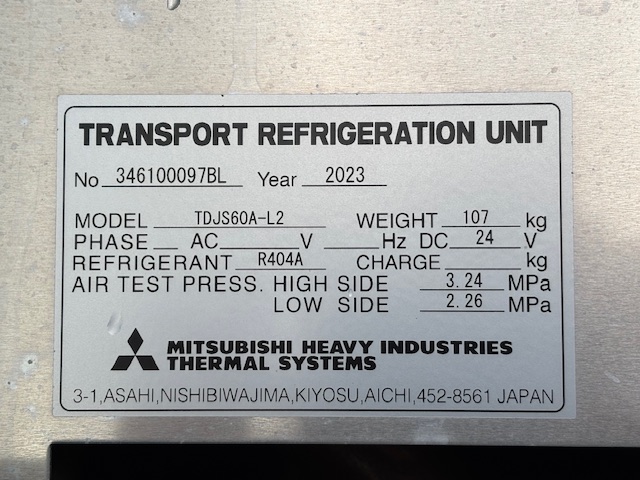 TRANSPORT REFRIGERATION UNIT
No 346100097BL Year 2023
MODEL TDJS60A-L2 WEIGHT 107 kg
PHASE AC V Hz DC 24 V
REFRIGERANT R404A CHARGE kg
AIR TEST PRESS. HIGH SIDE 3.24 MPa
LOW SIDE 2.26 MPa
MITSUBISHI HEAVY INDUSTRIES
THERMAL SYSTEMS
3-1,ASAHI,NISHIBIWAJIMA,KIYOSU,AICHI,452-8561 JAPAN